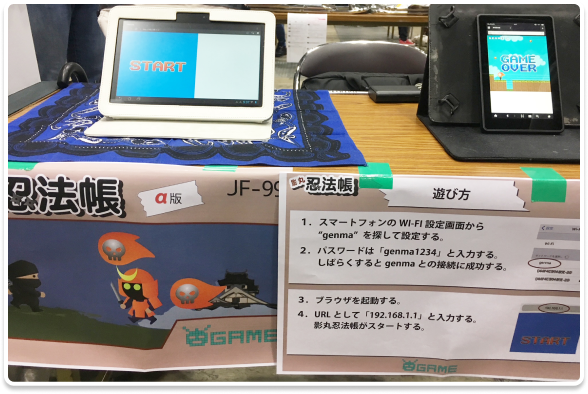 START
GAME
OVER
忍法帳
α版
JF-99
GAME
影丸 忍法帳
遊び方
1. スマートフォンの WI-FI 設定画面から
“genma” を探して設定する。
2. パスワードは「genma1234」と入力する。
しばらくすると genma との接続に成功する。
3. ブラウザを起動する。
4. URL として「192.168.1.1」と入力する。
影丸忍法帳がスタートする。
genma
START
GAME